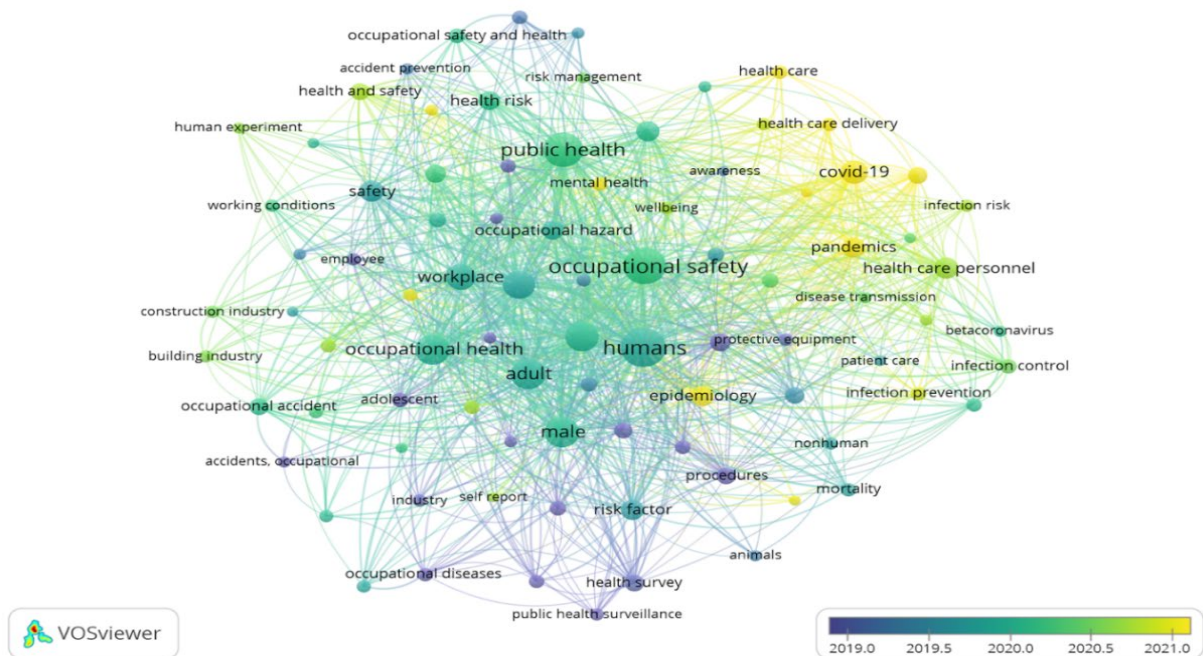 occupational safety and health
accident prevention
health and safety
health risk
risk management
health care
human experiment
public health
health care delivery
mental health
awareness
covid-19
safety
working conditions
wellbeing
infection risk
occupational hazard
employee
workplace
occupational safety
pandemics
health care personnel
construction industry
disease transmission
building industry
occupational health
humans
protective equipment
betacoronavirus
patient care
infection control
adult
adolescent
epidemiology
infection prevention
occupational accident
male
nonhuman
accidents, occupational
procedures
mortality
industry
self report
risk factor
animals
occupational diseases
health survey
public health surveillance
VOSviewer
2019.0 2019.5 2020.0 2020.5 2021.0